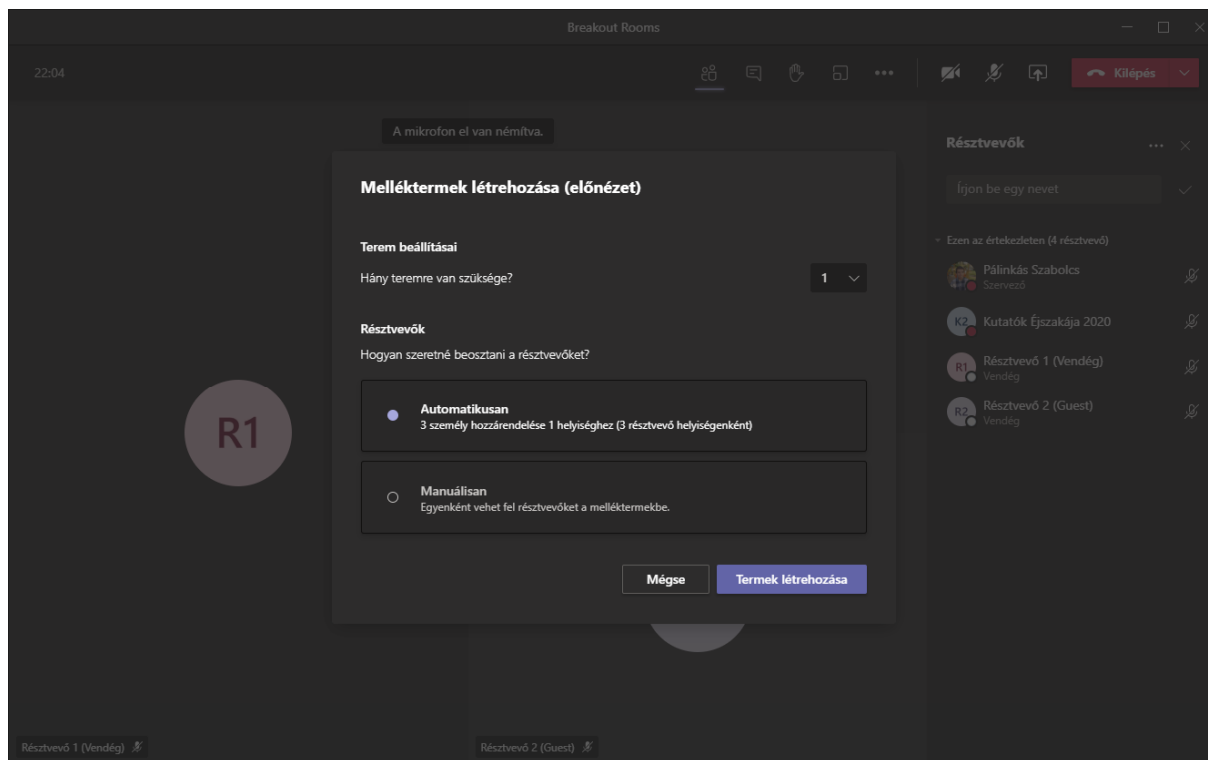 Breakout Rooms
22:04
Kilépés
A mikrofon el van némítva.
Résztvevők
Írjon be egy nevet
Melléktermek létrehozása (előnézet)
Terem beállításai
Hány teremre van szüksége?
1
Résztvevők
Hogyan szeretné beosztani a résztvevőket?
Automatikusan
3 személy hozzárendelése 1 helyiséghez (3 résztvevő helyiségenként)
Manuálisan
Egyenként vehet fel résztvevőket a melléktermekbe.
Mégse
Termek létrehozása
Ezen az értekezleten (4 résztvevő)
Pálinkás Szabolcs
Szervező
K2
Kutatók Éjszakája 2020
R1
Résztvevő 1 (Vendég)
Vendég
R2
Résztvevő 2 (Guest)
Vendég
R1
Résztvevő 1 (Vendég)
Résztvevő 2 (Guest)